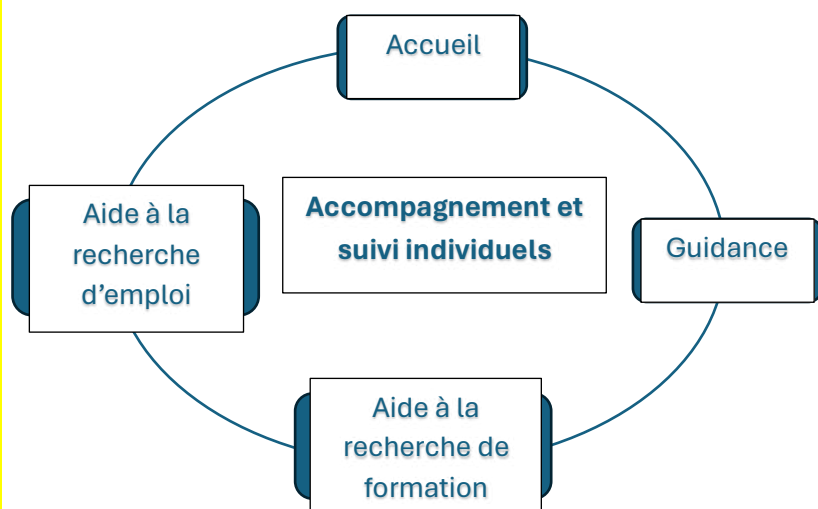 Accueil
Accompagnement et
suivi individuels
Aide à la
recherche
d’emploi
Guidance
Aide à la
recherche de
formation